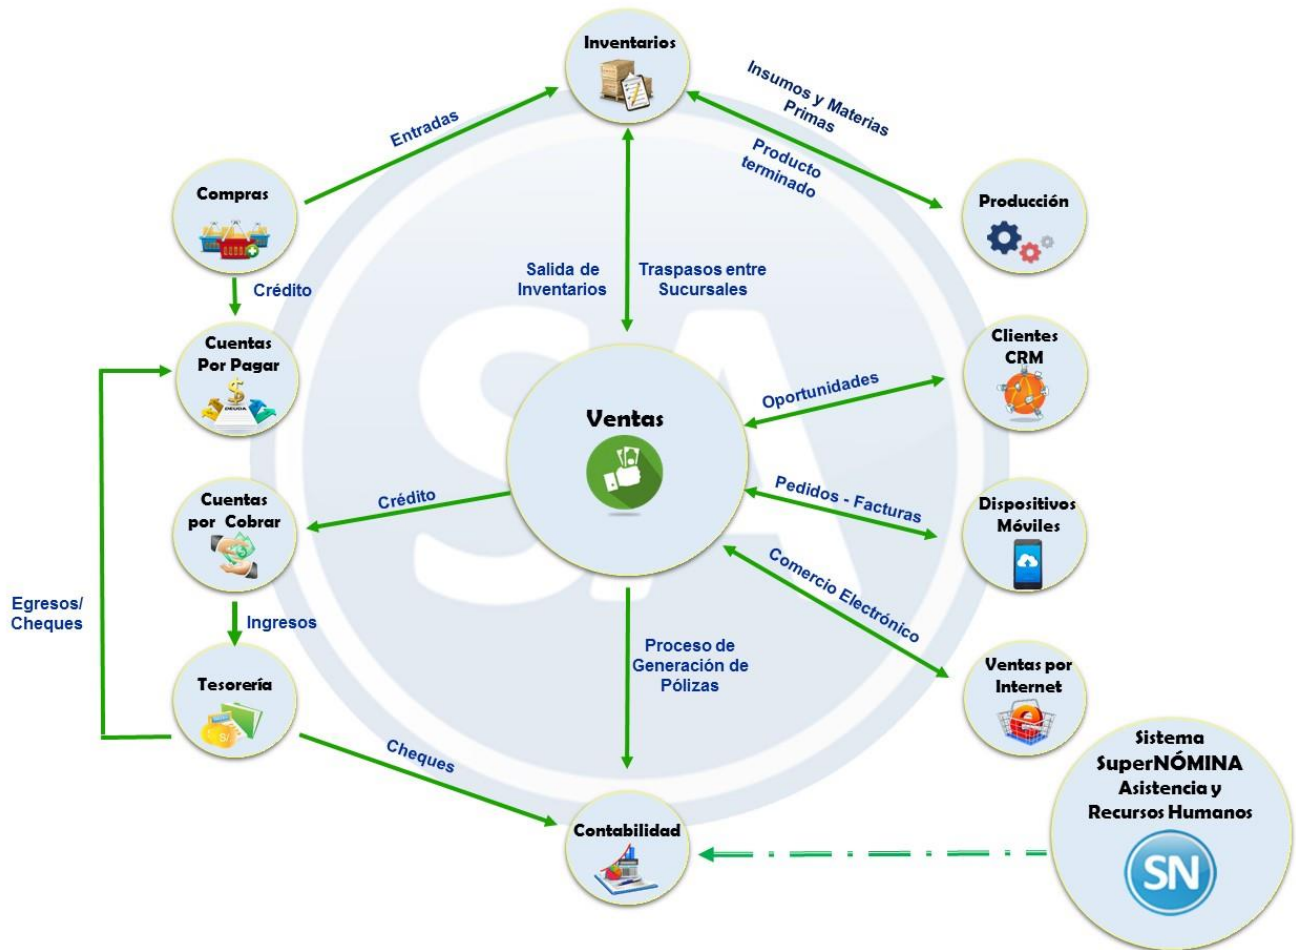 Inventarios
Insumos y Materias
Primas
Entradas
Producto
terminado
Compras
Producción
Salida de
Inventarios
Traspasos entre
Sucursales
Crédito
Cuentas
Por Pagar
DEUDA
Clientes
CRM
Oportunidades
Ventas
Pedidos - Facturas
Crédito
Cuentas
por Cobrar
Dispositivos
Móviles
Comercio Electrónico
Egresos/
Cheques
Ingresos
Proceso de
Generación de
Pólizas
Tesorería
S/
Ventas por
Internet
e
Cheques
Sistema
SuperNÓMINA
Asistencia y
Recursos Humanos
SN
Contabilidad
SA